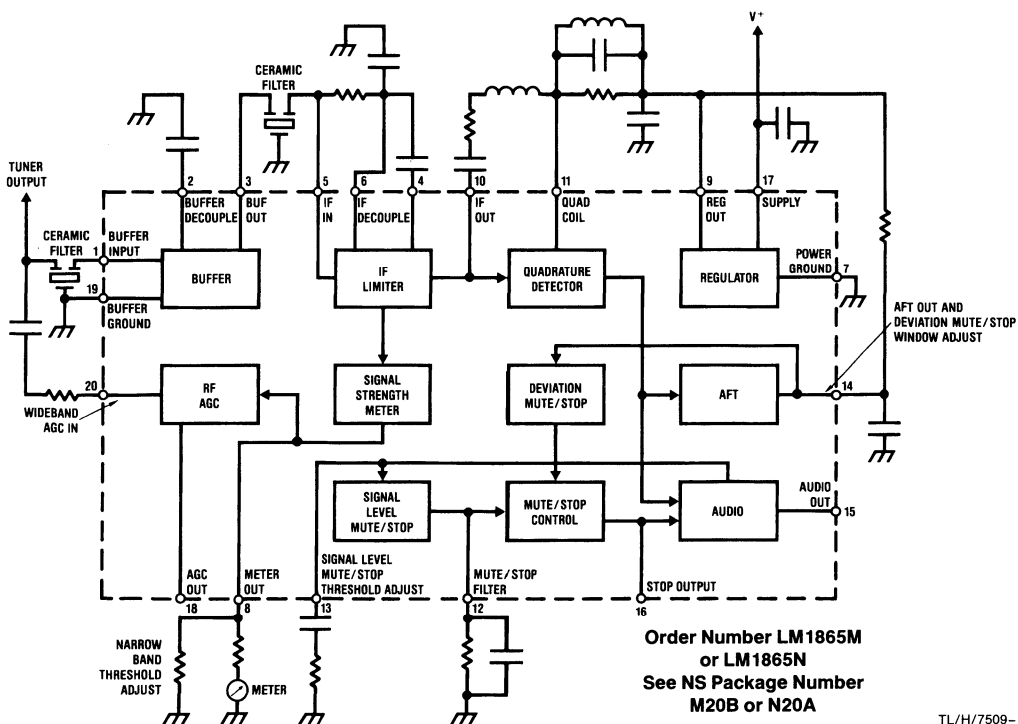 V+
CERAMIC
FILTER
TUNER
OUTPUT
2
3
5
6
4
10
11
9
17
BUFFER
DECOUPLE
BUF
OUT
IF
IN
IF
DECOUPLE
IF
OUT
QUAD
COIL
REG
OUT
SUPPLY
CERAMIC
FILTER
1
BUFFER
INPUT
BUFFER
IF
LIMITER
QUADRATURE
DETECTOR
REGULATOR
POWER
GROUND
7
19
BUFFER
GROUND
AFT OUT AND
DEVIATION MUTE/STOP
WINDOW ADJUST
20
WIDEBAND
AGC IN
RF
AGC
SIGNAL
STRENGTH
METER
DEVIATION
MUTE/STOP
AFT
14
SIGNAL
LEVEL
MUTE/STOP
MUTE/STOP
CONTROL
AUDIO
AUDIO
OUT
15
AGC
OUT
18
METER
OUT
8
SIGNAL LEVEL
MUTE/STOP
THRESHOLD ADJUST
13
MUTE/STOP
FILTER
12
STOP OUTPUT
16
NARROW
BAND
THRESHOLD
ADJUST
METER
Order Number LM1865M
or LM1865N
See NS Package Number
M20B or N20A
TL/H/7509–